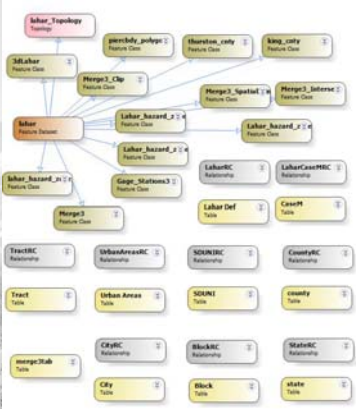 lahar_Topology
Topology
piercbdy_polygo
Feature Class
thurston_cnty
Feature Class
king_cnty
Feature Class
3dLahar
Feature Class
Merge3_Clip
Feature Class
Merge3_Spatial
Feature Class
Merge3_Interse
Feature Class
lahar
Feature Dataset
Lahar_hazard_z
Feature Class
Lahar_hazard_z
Feature Class
Lahar_hazard_z
Feature Class
lahar_hazard_z
Feature Class
Gage_Stations3
Feature Class
LaharRC
Relationship
LaharCaseMRC
Relationship
Merge3
Feature Class
Lahar Def
Table
CaseM
Table
TractRC
Relationship
UrbanAreasRC
Relationship
SDUNIRC
Relationship
CountyRC
Relationship
Tract
Table
Urban Areas
Table
SDUNI
Table
county
Table
merge3tab
Table
CityRC
Relationship
BlockRC
Relationship
StateRC
Relationship
City
Table
Block
Table
state
Table